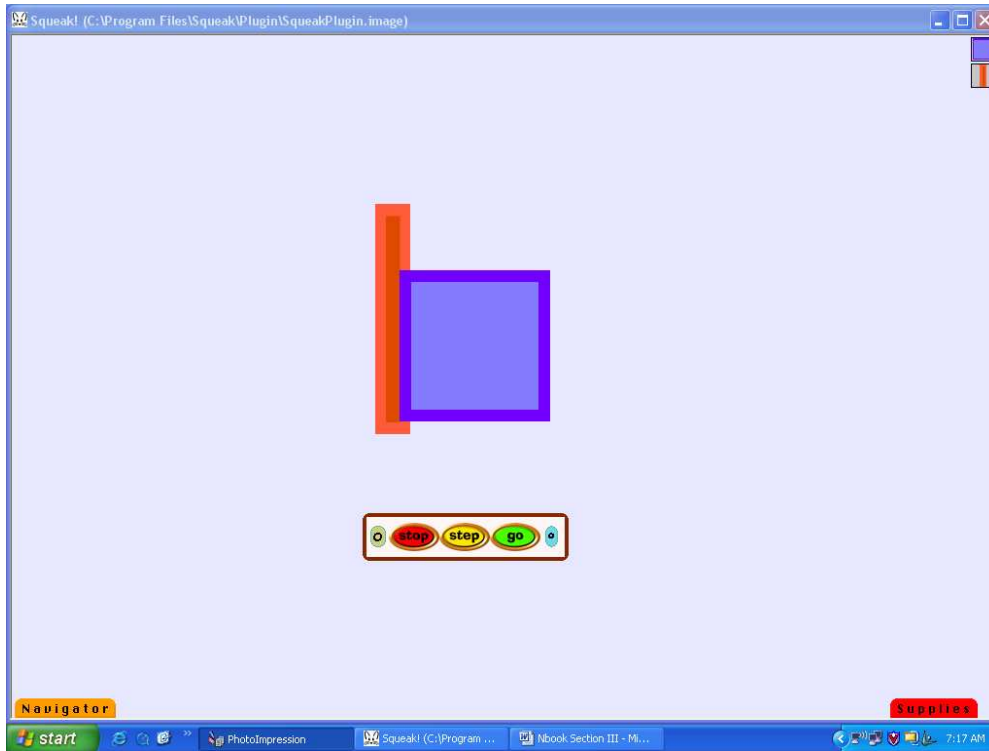 Squeak! (C:\Program Files\Squeak\Plugin\SqueakPlugin.image)
stop step go
Navigator Supplies
start PhotoImpression Squeak! (C:\Program ... Nbook Section III - Mi... 7:17 AM